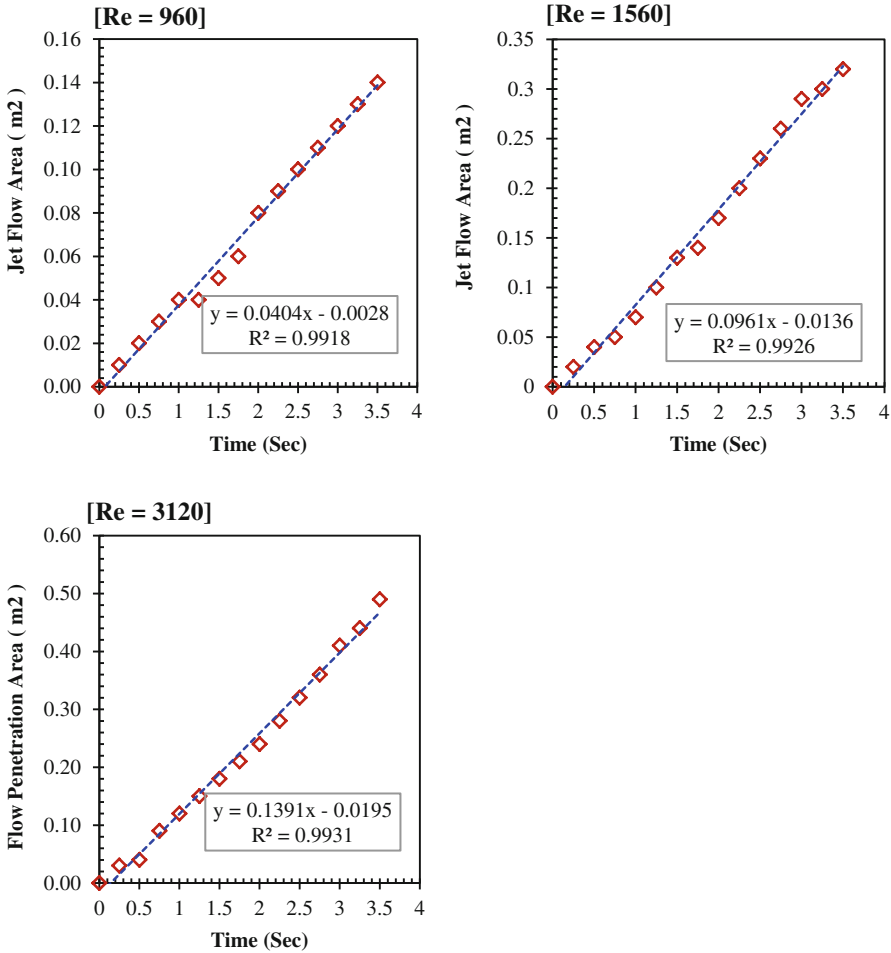 [Re = 960]
Jet Flow Area ( m2 )
0.16
0.14
0.12
0.10
0.08
0.06
0.04
0.02
0.00
y = 0.0404x - 0.0028
R² = 0.9918
0 0.5 1 1.5 2 2.5 3 3.5 4
Time (Sec)
[Re = 1560]
Jet Flow Area ( m2 )
0.35
0.3
0.25
0.2
0.15
0.1
0.05
0
y = 0.0961x - 0.0136
R² = 0.9926
0 0.5 1 1.5 2 2.5 3 3.5 4
Time (Sec)
[Re = 3120]
Flow Penetration Area ( m2 )
0.60
0.50
0.40
0.30
0.20
0.10
0.00
y = 0.1391x - 0.0195
R² = 0.9931
0 0.5 1 1.5 2 2.5 3 3.5 4
Time (Sec)